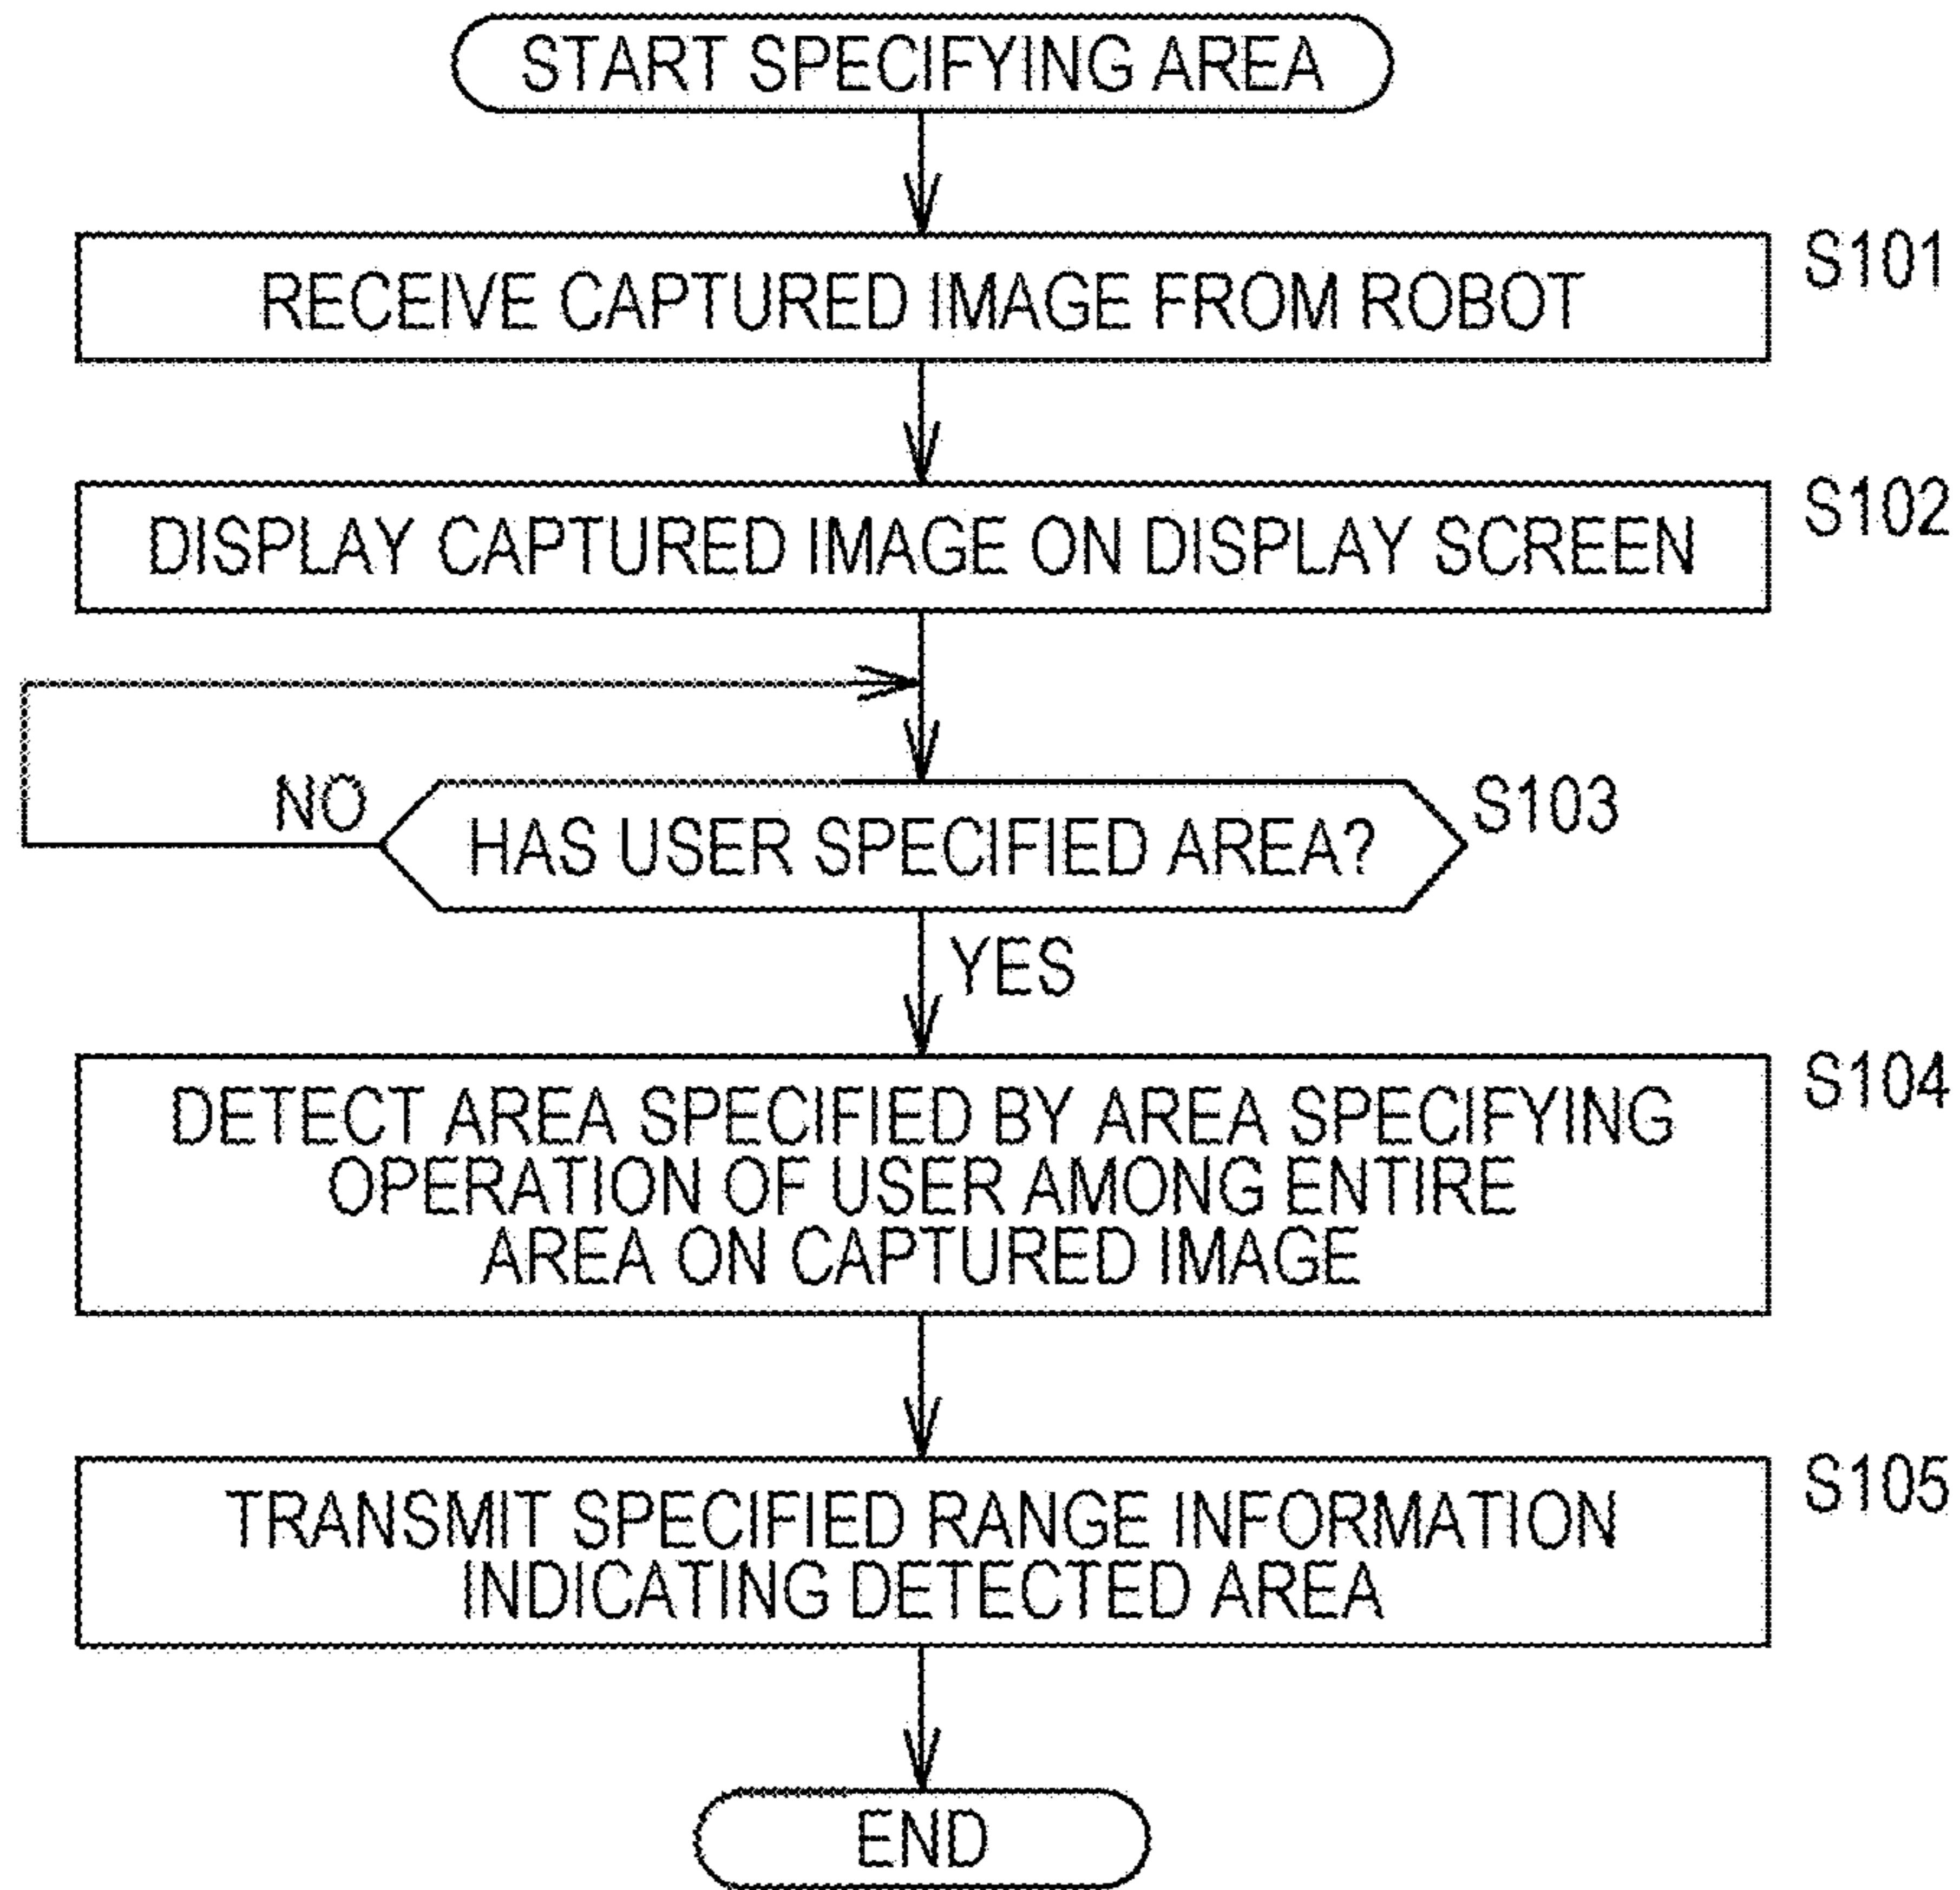 START SPECIFYING AREA
S101
RECEIVE CAPTURED IMAGE FROM ROBOT
S102
DISPLAY CAPTURED IMAGE ON DISPLAY SCREEN
NO
S103
HAS USER SPECIFIED AREA?
YES
S104
DETECT AREA SPECIFIED BY AREA SPECIFYING
OPERATION OF USER AMONG ENTIRE
AREA ON CAPTURED IMAGE
S105
TRANSMIT SPECIFIED RANGE INFORMATION
INDICATING DETECTED AREA
END